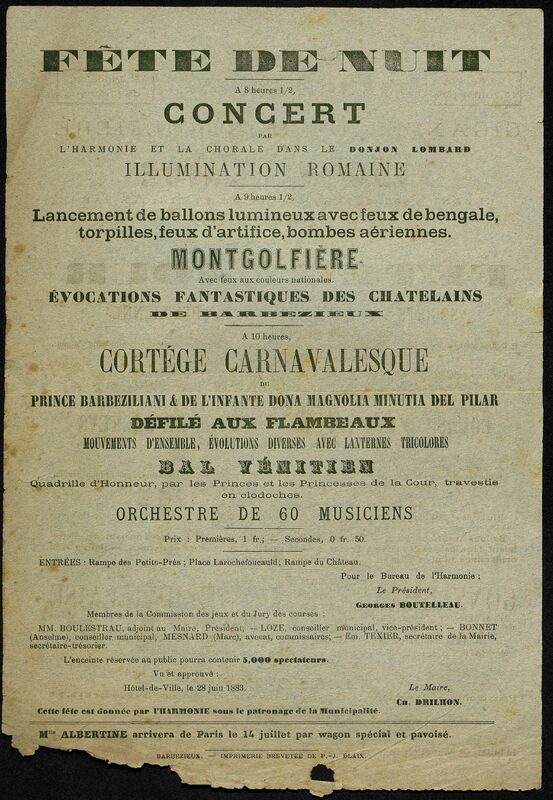 FÊTE DE NUIT
A 8 heures 1/2,
CONCERT
PAR
L'HARMONIE ET LA CHORALE DANS LE DONJON LOMBARD
ILLUMINATION ROMAINE
A 9 heures 1/2,
Lancement de ballons lumineux avec feux de bengale,
torpilles, feux d'artifice, bombes aériennes.
MONTGOLFIÈRE
Avec feux aux couleurs nationales.
ÉVOCATIONS FANTASTIQUES DES CHATELAINS
DE BARBEZIEUX
A 10 heures,
CORTÉGE CARNAVALESQUE
DU
PRINCE BARBEZILIANI & DE L'INFANTE DONA MAGNOLIA MINUTIA DEL PILAR
DÉFILÉ AUX FLAMBEAUX
MOUVEMENTS D'ENSEMBLE, ÉVOLUTIONS DIVERSES AVEC LANTERNES TRICOLORES
BAL VÉNITIEN
Quadrille d'Honneur, par les Princes et les Princesses de la Cour, travestis
en clodoches.
ORCHESTRE DE 60 MUSICIENS
Prix : Premières, 1 fr.; — Secondes, 0 fr. 50.
ENTRÉES : Rampe des Petits-Prés ; Place Larochefoucauld ; Rampe du Château.
Pour le Bureau de l'Harmonie ;
Le Président,
GEORGES BOUTELLEAU.
Membres de la Commission des jeux et du Jury des courses :
MM. BOULESTRAU, adjoint au Maire, Président; — LOZE, conseiller municipal, vice-président ; — BONNET
(Anselme), conseiller municipal, MESNARD (Marc), avocat, commissaires; — Em. TEXIER, secrétaire de la Mairie,
secrétaire-trésorier.
L'enceinte réservée au public pourra contenir 5,000 spectateurs.
Vu et approuvé :
Hôtel-de-Ville, le 28 juin 1883.
Le Maire,
CH. DRILHON.
Cette fête est donnée par l'HARMONIE sous le patronage de la Municipalité.
Mlle ALBERTINE arrivera de Paris le 14 juillet par wagon spécial et pavoisé.
BARBEZIEUX. — IMPRIMERIE BREVETÉE DE P.-J. BLAIX.